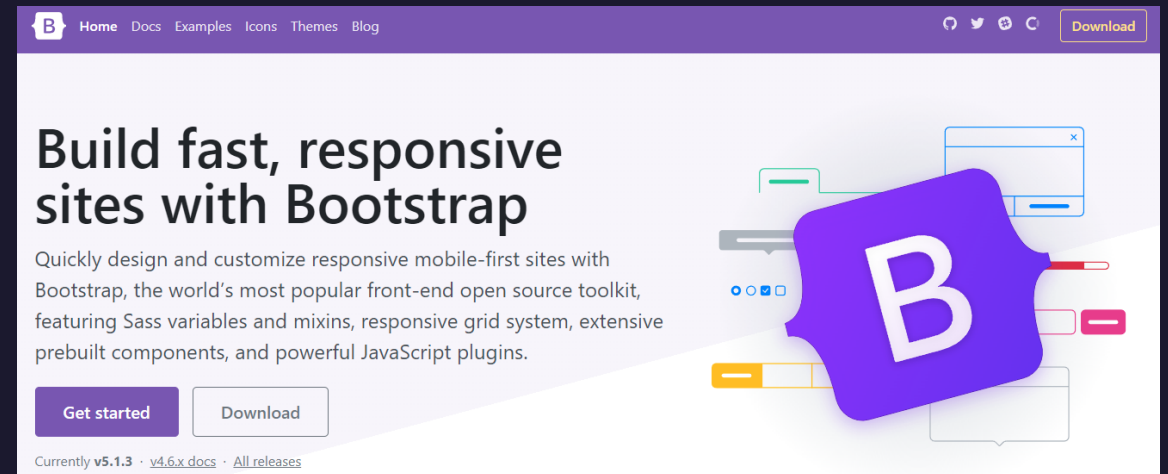 B Home Docs Examples Icons Themes Blog Download
Build fast, responsive
sites with Bootstrap
Quickly design and customize responsive mobile-first sites with
Bootstrap, the world's most popular front-end open source toolkit,
featuring Sass variables and mixins, responsive grid system, extensive
prebuilt components, and powerful JavaScript plugins.
B
Get started Download
Currently v5.1.3 · v4.6.x docs · All releases